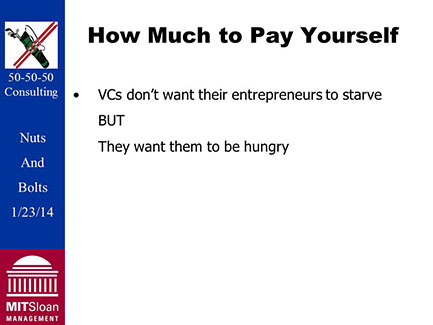 How Much to Pay Yourself
50-50-50
Consulting
Nuts
And
Bolts
1/23/14
MITSloan
MANAGEMENT
• VCs don't want their entrepreneurs to starve
BUT
They want them to be hungry